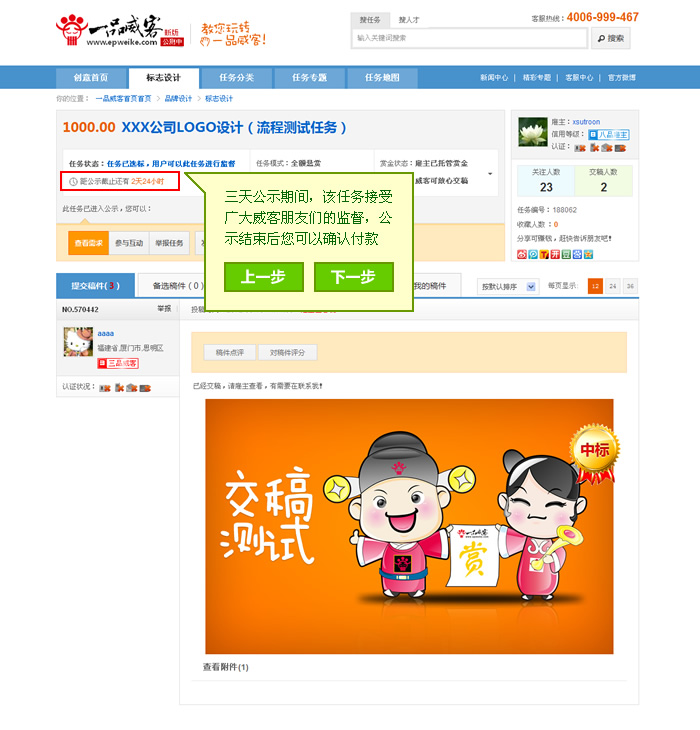 一品威客
新版
公测中
www.epweike.com
教您玩转
一品威客!
搜任务 搜人才
客服热线：4006-999-467
输入关键词搜索
搜索
创意首页 标志设计 任务分类 任务专题 任务地图 新闻中心 | 精彩专题 | 客服中心 | 官方微博
你的位置： 一品威客首页首页 > 品牌设计 > 标志设计
1000.00 XXX公司LOGO设计（流程测试任务）
任务状态：任务已选标，用户可以此任务进行监督
任务模式：全额悬赏
赏金状态：雇主已托管赏金
距公示截止还有 2天24小时
威客可放心交稿
此任务已进入公示，您可以：
查看需求 参与互动 举报任务
三天公示期间，该任务接受
广大威客朋友们的监督，公
示结束后您可以确认付款
上一步 下一步
雇主：xsutroon
信用等级：八品雇主
认证：
关注人数 交稿人数
23 2
任务编号：188062
收藏人数：0
分享可赚钱，赶快告诉朋友吧！
提交稿件(3) 备选稿件(0) 我的稿件 按默认排序 每页显示: 12 24 36
NO.570442 举报
aaaa
福建省,厦门市,思明区
三品威客
认证状况：
稿件点评 对稿件评分
已经交稿，请雇主查看，有需要在联系我！
交稿
测试
一品威客
赏
中标
查看附件(1)